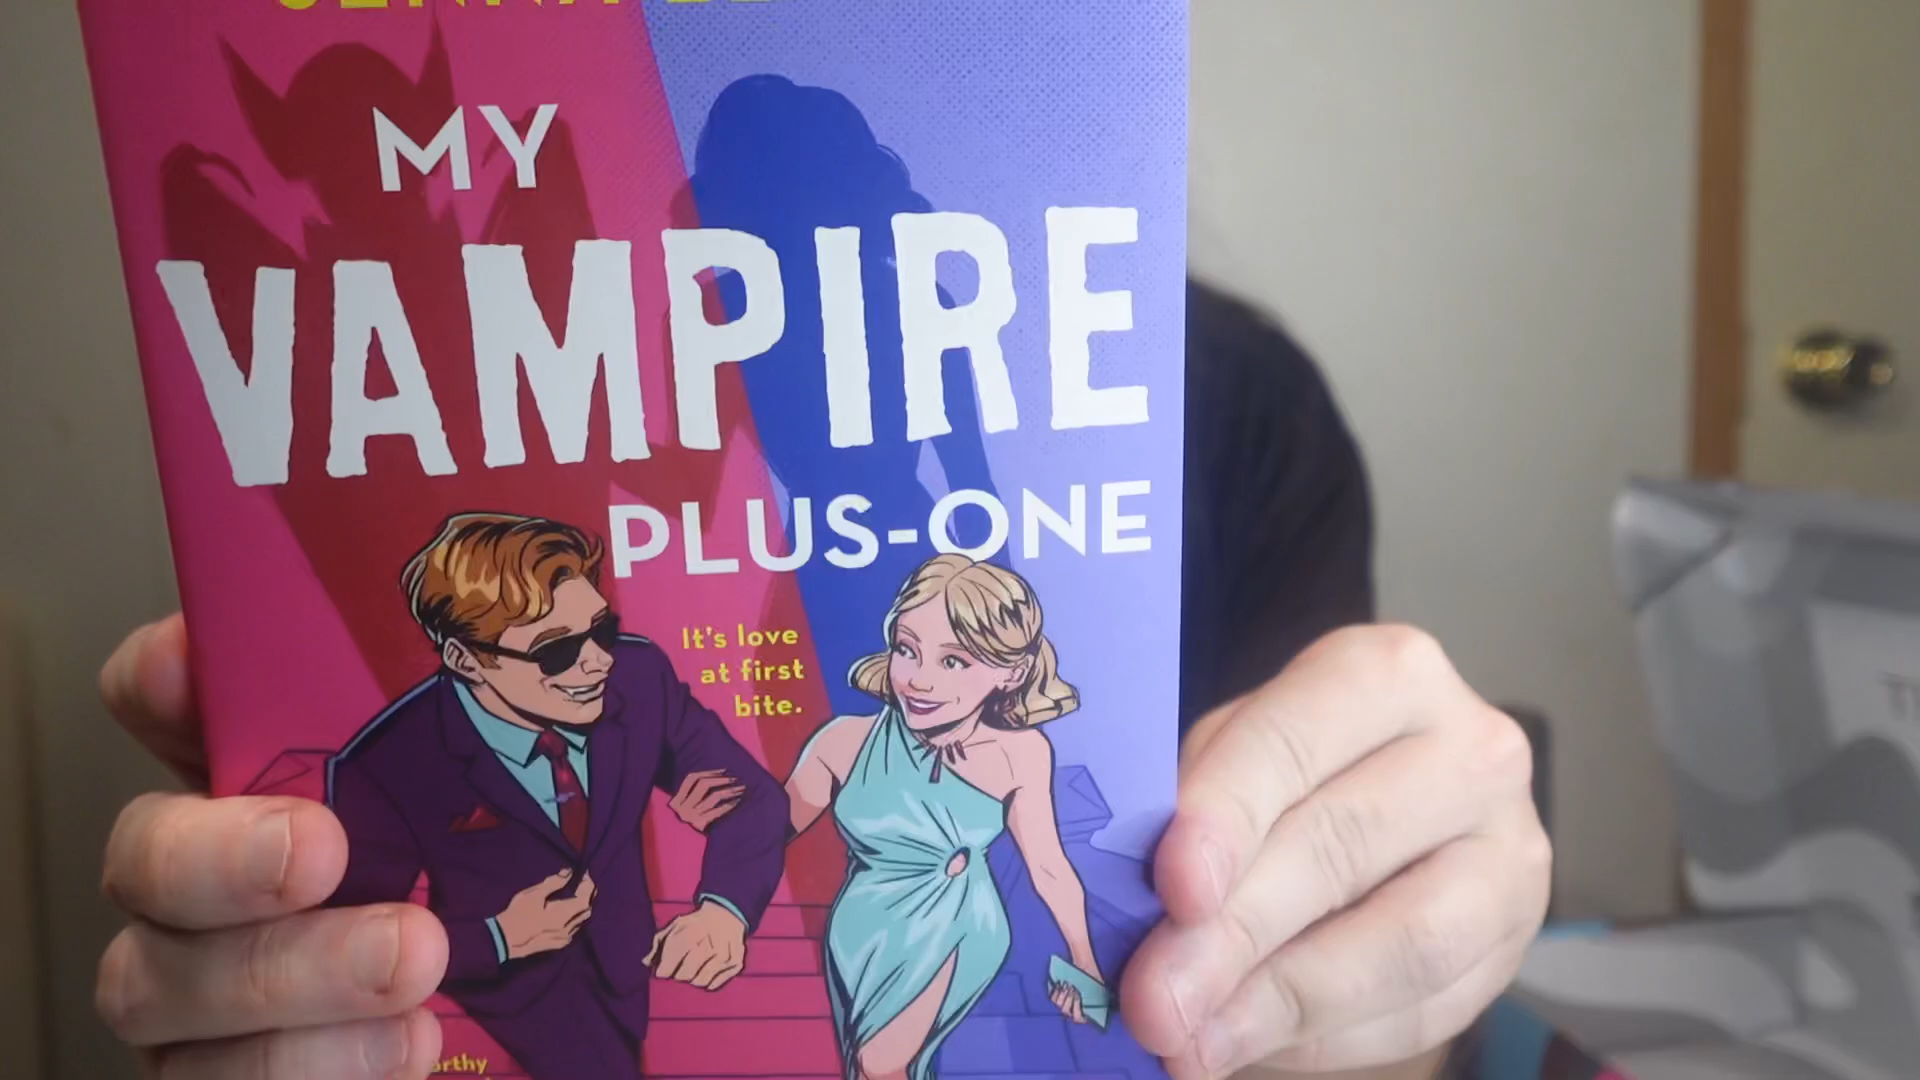 MY
VAMPIRE
PLUS-ONE
It's love
at first
bite.